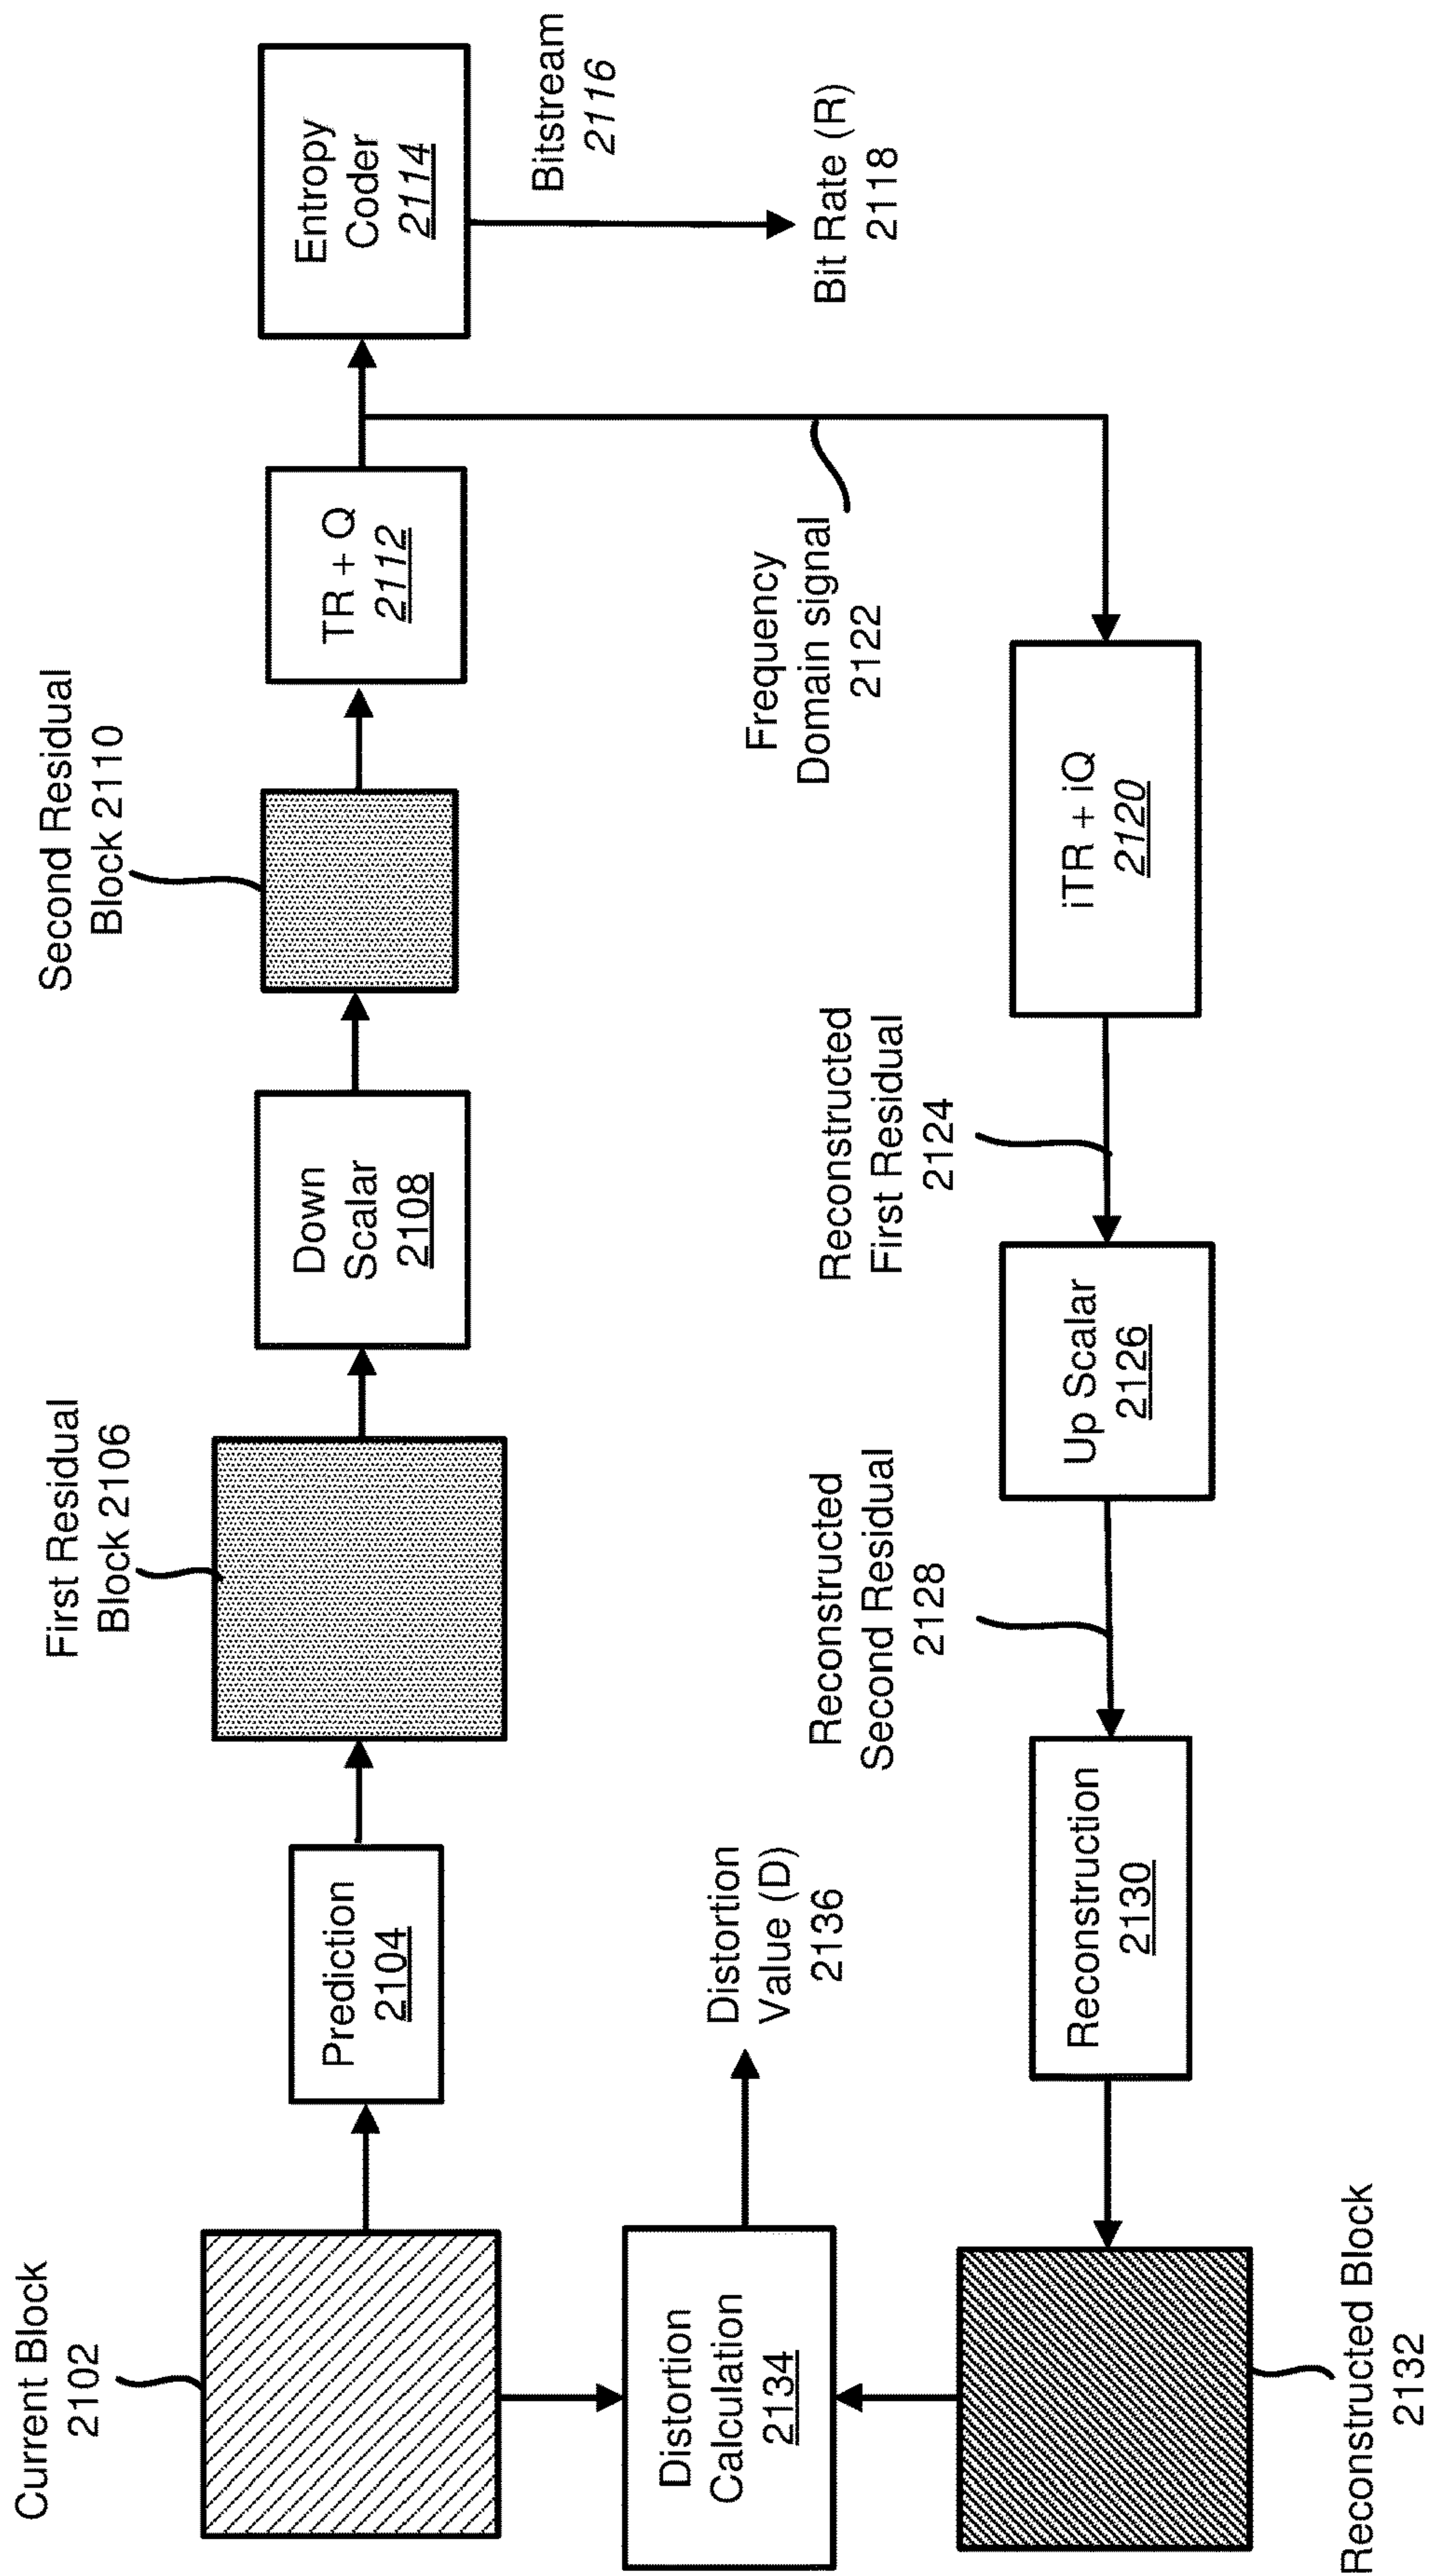 Current Block
2102
Prediction
2104
First Residual
Block 2106
Down
Scalar
2108
Second Residual
Block 2110
TR + Q
2112
Entropy
Coder
2114
Bitstream
2116
Bit Rate (R)
2118
Frequency
Domain signal
2122
iTR + iQ
2120
Reconstructed
First Residual
2124
Up Scalar
2126
Reconstructed
Second Residual
2128
Reconstruction
2130
Reconstructed Block
2132
Distortion
Calculation
2134
Distortion
Value (D)
2136